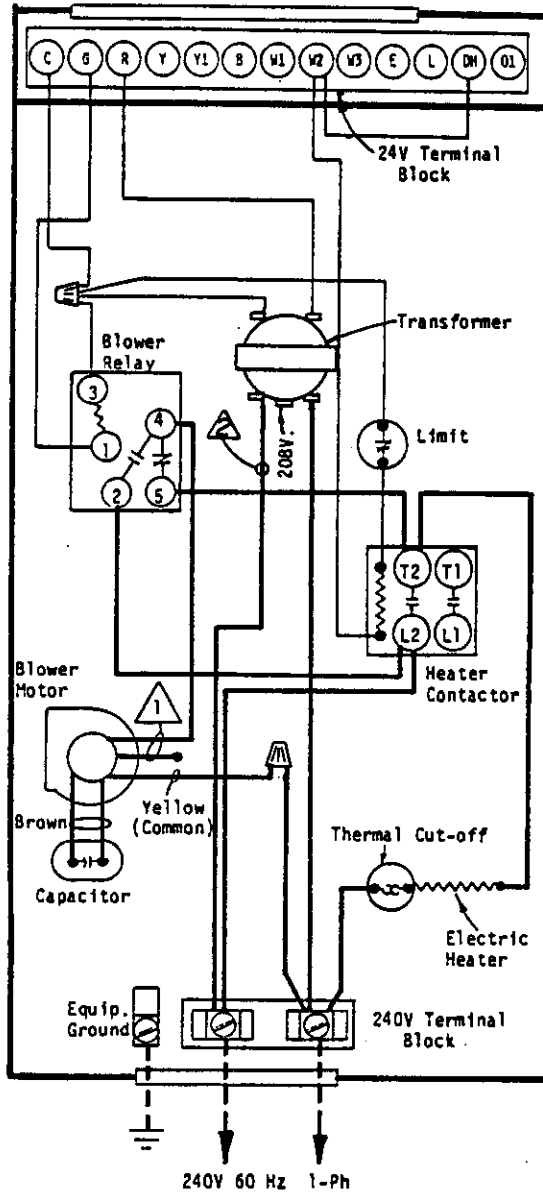 C G R Y Y1 B W1 W2 W3 E L DH O1
24V Terminal
Block
Transformer
Blower
Relay
3
4
1
2
5
2
208V.
Limit
T2 T1
L2 L1
Heater
Contactor
Blower
Motor
1
Yellow
(Common)
Brown
Capacitor
Thermal Cut-off
Electric
Heater
Equip.
Ground
240V Terminal
Block
240V 60 Hz 1-Ph